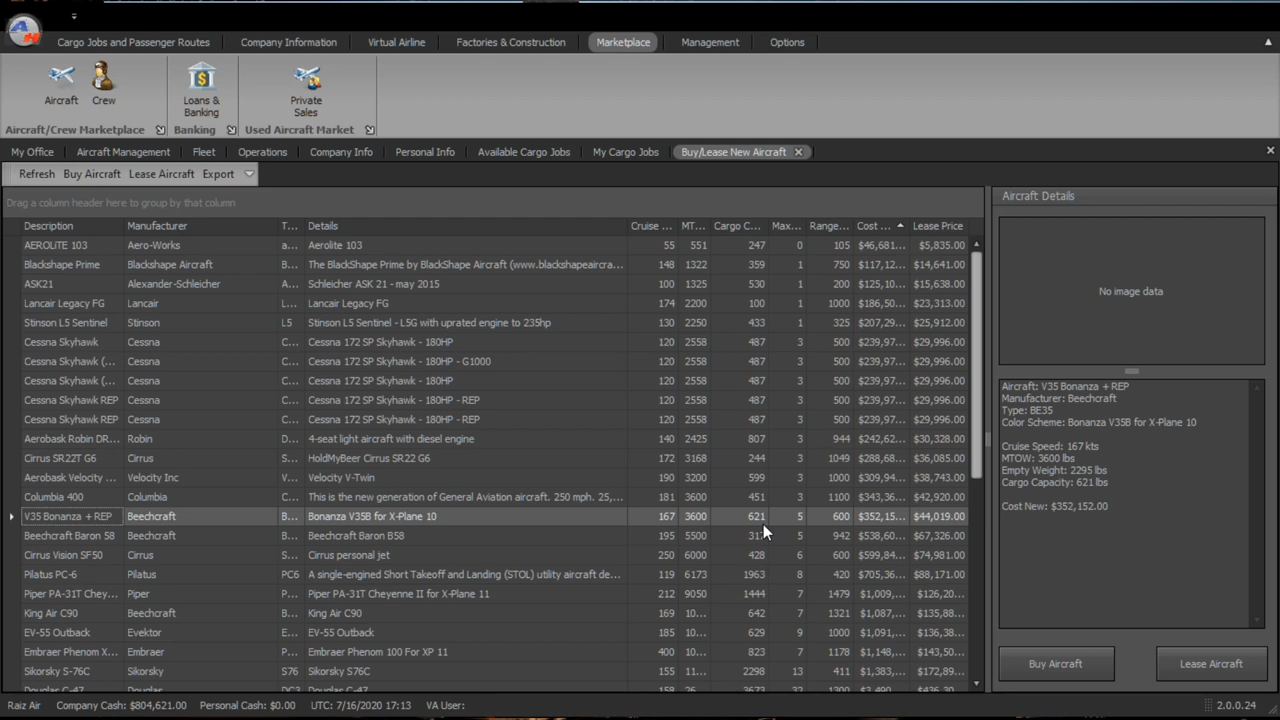 Cargo Jobs and Passenger Routes Company Information Virtual Airline Factories & Construction Marketplace Management Options
Aircraft Crew Loans & Banking Private Sales
Aircraft/Crew Marketplace Banking Used Aircraft Market
My Office Aircraft Management Fleet Operations Company Info Personal Info Available Cargo Jobs My Cargo Jobs Buy/Lease New Aircraft
Refresh Buy Aircraft Lease Aircraft Export
Drag a column header here to group by that column
Description Manufacturer T... Details Cruise ... MT... Cargo C... Max... Range... Cost ... Lease Price
AEROLITE 103 Aero-Works a... Aerolite 103 55 551 247 0 105 $46,681... $5,835.00
Blackshape Prime Blackshape Aircraft B... The BlackShape Prime by BlackShape Aircraft (www.blackshapeaircra... 148 1322 359 1 750 $117,12... $14,641.00
ASK21 Alexander-Schleicher A... Schleicher ASK 21 - may 2015 100 1325 530 1 200 $125,10... $15,638.00
Lancair Legacy FG Lancair L... Lancair Legacy FG 174 2200 100 1 1000 $186,50... $23,313.00
Stinson L5 Sentinel Stinson L5 Stinson L5 Sentinel - L5G with uprated engine to 235hp 130 2250 433 1 325 $207,29... $25,912.00
Cessna Skyhawk Cessna C... Cessna 172 SP Skyhawk - 180HP 120 2558 487 3 500 $239,97... $29,996.00
Cessna Skyhawk (... Cessna C... Cessna 172 SP Skyhawk - 180HP - G1000 120 2558 487 3 500 $239,97... $29,996.00
Cessna Skyhawk (... Cessna C... Cessna 172 SP Skyhawk - 180HP 120 2558 487 3 500 $239,97... $29,996.00
Cessna Skyhawk REP Cessna C... Cessna 172 SP Skyhawk - 180HP - REP 120 2558 487 3 500 $239,97... $29,996.00
Cessna Skyhawk REP Cessna C... Cessna 172 SP Skyhawk - 180HP - REP 120 2558 487 3 500 $239,97... $29,996.00
Aerobask Robin DR... Robin D... 4-seat light aircraft with diesel engine 140 2425 807 3 944 $242,62... $30,328.00
Cirrus SR22T G6 Cirrus C... HoldMyBeer Cirrus SR22 G6 172 3168 244 3 1049 $288,68... $36,085.00
Aerobask Velocity ... Velocity Inc V... Velocity V-Twin 190 3200 599 3 1100 $309,94... $38,743.00
Columbia 400 Columbia C... This is the new generation of General Aviation aircraft. 250 mph. 25,... 181 3600 451 3 1100 $343,36... $42,920.00
V35 Bonanza + REP Beechcraft B... Bonanza V35B for X-Plane 10 167 3600 621 5 600 $352,15... $44,019.00
Beechcraft Baron 58 Beechcraft B... Beechcraft Baron B58 195 5500 5 942 $538,60... $67,326.00
Cirrus Vision SF50 Cirrus C... Cirrus personal jet 250 6000 428 6 600 $599,84... $74,981.00
Pilatus PC-6 Pilatus PC6 A single-engined Short Takeoff and Landing (STOL) utility aircraft de... 119 6173 1963 8 420 $705,36... $88,171.00
Piper PA-31T Chey... Piper P... Piper PA-31T Cheyenne II for X-Plane 11 212 9050 1444 7 1479 $1,009,... $126,20...
King Air C90 Beechcraft B... King Air C90 169 10... 642 7 1321 $1,087,... $135,88...
EV-55 Outback Evektor E... EV-55 Outback 226 10... 629 9 1000 $1,091,... $136,38...
Embraer Phenom X... Embraer E... Embraer Phenom 100 For XP 11 400 10... 823 7 1178 $1,148,... $143,50...
Sikorsky S-76C Sikorsky S76 Sikorsky S76C 155 11... 2298 13 411 $1,383,... $172,89...
Douglas C-47 Douglas DC3 Douglas C-47 158 26... 3673 32 1300 $3,490,... $436,30...
Aircraft Details
No image data
Aircraft: V35 Bonanza + REP
Manufacturer: Beechcraft
Type: BE35
Color Scheme: Bonanza V35B for X-Plane 10
Cruise Speed: 167 kts
MTOW: 3600 lbs
Empty Weight: 2295 lbs
Cargo Capacity: 621 lbs
Cost New: $352,152.00
Buy Aircraft Lease Aircraft
Raiz Air Company Cash: $804,621.00 Personal Cash: $0.00 UTC: 7/16/2020 17:13 VA User: 2.0.0.24